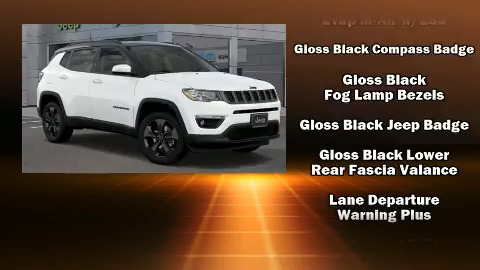 Gloss Black Compass Badge
Gloss Black
Fog Lamp Bezels
Gloss Black Jeep Badge
Gloss Black Lower
Rear Fascia Valance
Lane Departure
Warning Plus
Jeep